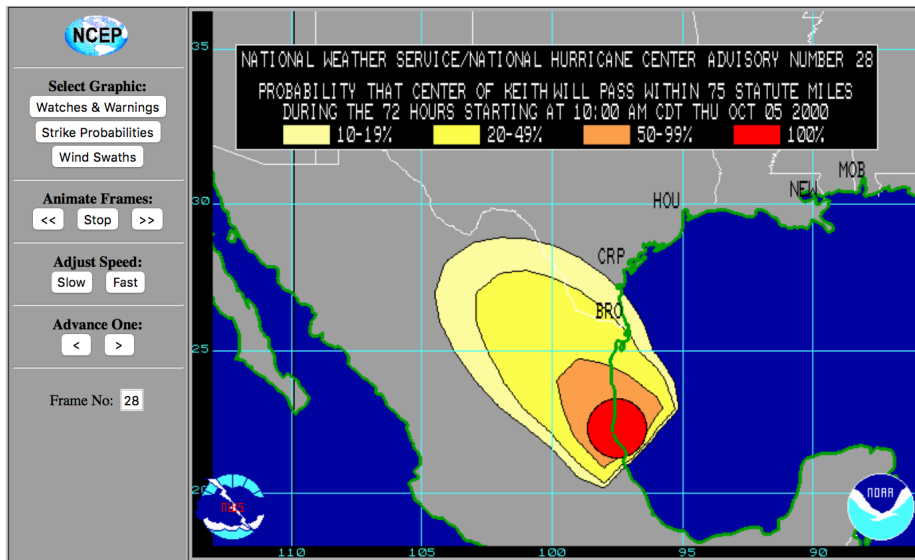 NCEP
Select Graphic:
Watches & Warnings
Strike Probabilities
Wind Swaths
Animate Frames:
<<
Stop
>>
Adjust Speed:
Slow
Fast
Advance One:
<
>
Frame No: 28
NATIONAL WEATHER SERVICE/NATIONAL HURRICANE CENTER ADVISORY NUMBER 28
PROBABILITY THAT CENTER OF KEITH WILL PASS WITHIN 75 STATUTE MILES
DURING THE 72 HOURS STARTING AT 10:00 AM CDT THU OCT 05 2000
10-19% 20-49% 50-99% 100%
35
MOB
NEW
30
HOU
CRP
BRO
25
NWS
NOAA
110 105 100 95 90